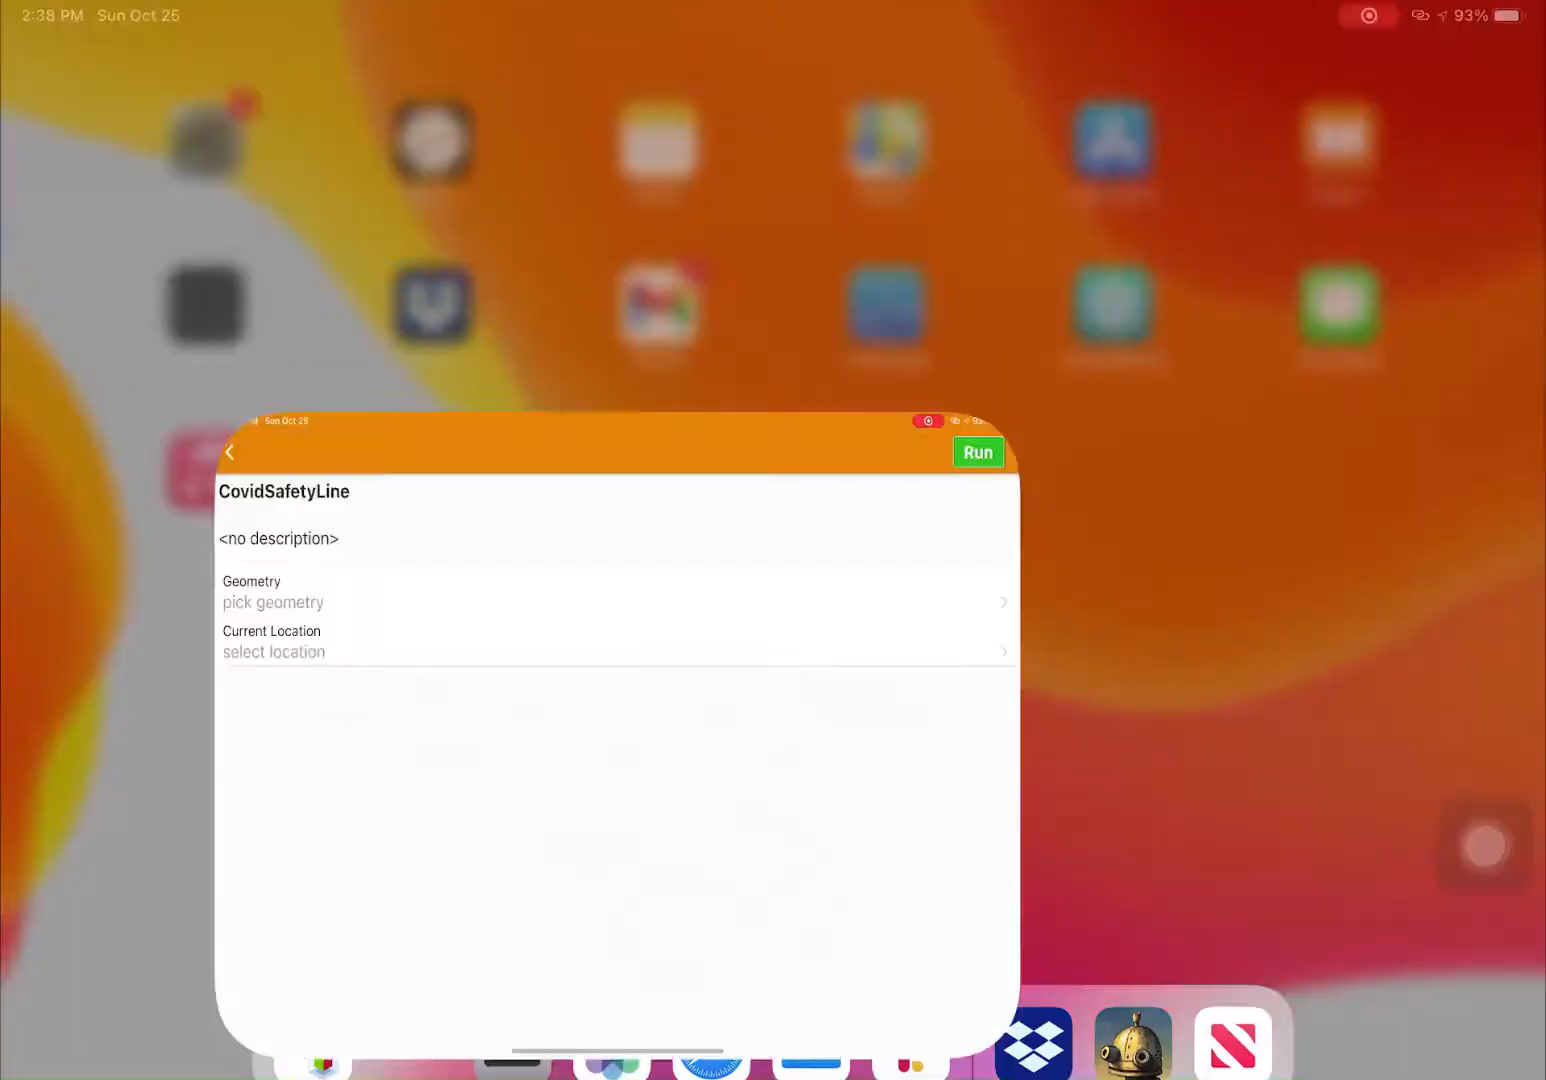 2:38 PM Sun Oct 25
93%
Sun Oct 25
Run
CovidSafetyLine
<no description>
Geometry
pick geometry
Current Location
select location